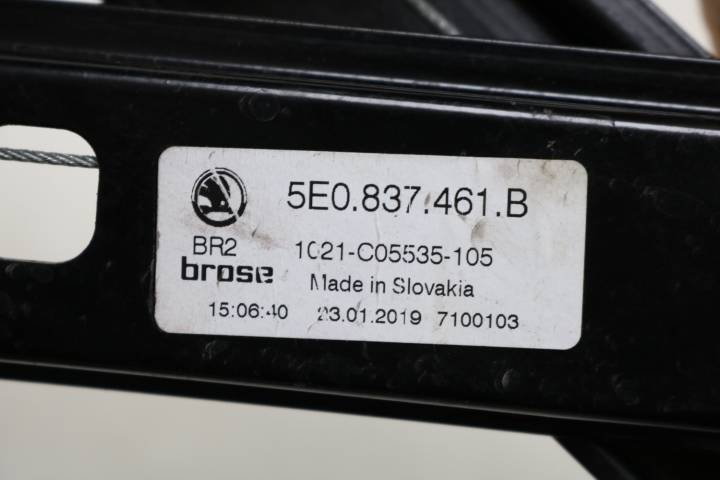 5E0.837.461.B
BR2 1021-C05535-105
brose Made in Slovakia
15:06:40 23.01.2019 7100103